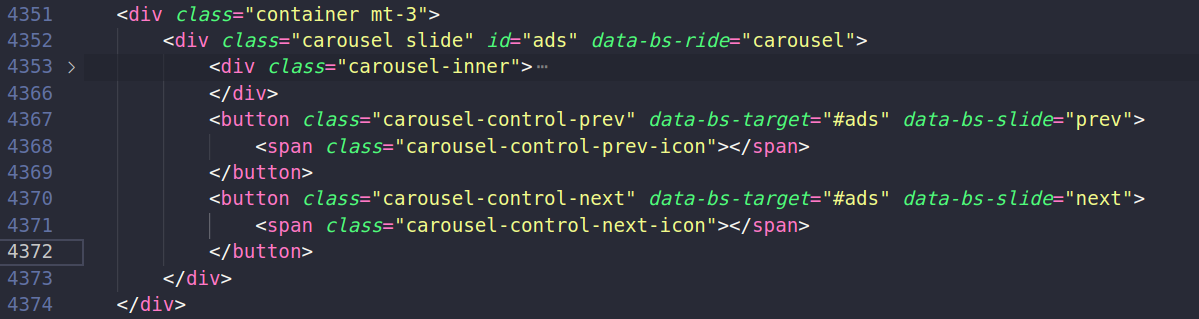 4351 <div class="container mt-3">
4352 <div class="carousel slide" id="ads" data-bs-ride="carousel">
4353 > <div class="carousel-inner"> ⋯
4366 </div>
4367 <button class="carousel-control-prev" data-bs-target="#ads" data-bs-slide="prev">
4368 <span class="carousel-control-prev-icon"></span>
4369 </button>
4370 <button class="carousel-control-next" data-bs-target="#ads" data-bs-slide="next">
4371 <span class="carousel-control-next-icon"></span>
4372 </button>
4373 </div>
4374 </div>